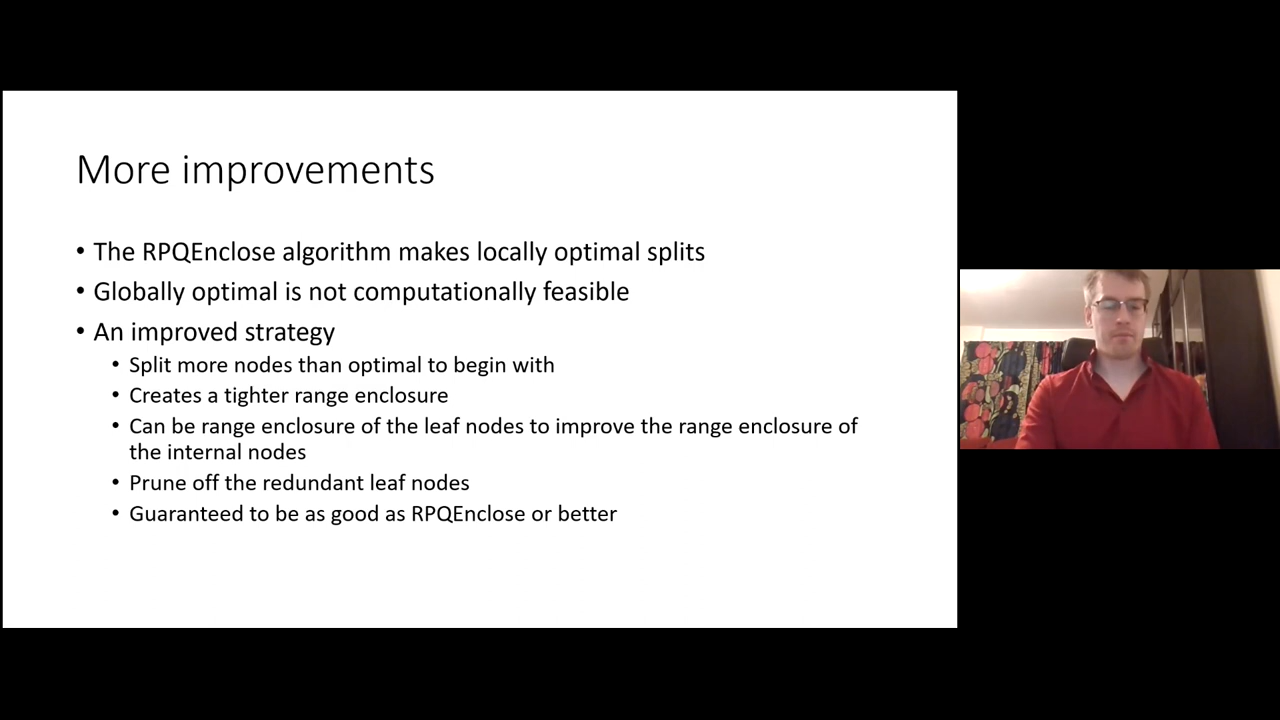 More improvements
• The RPQEnclose algorithm makes locally optimal splits
• Globally optimal is not computationally feasible
• An improved strategy
• Split more nodes than optimal to begin with
• Creates a tighter range enclosure
• Can be range enclosure of the leaf nodes to improve the range enclosure of
the internal nodes
• Prune off the redundant leaf nodes
• Guaranteed to be as good as RPQEnclose or better